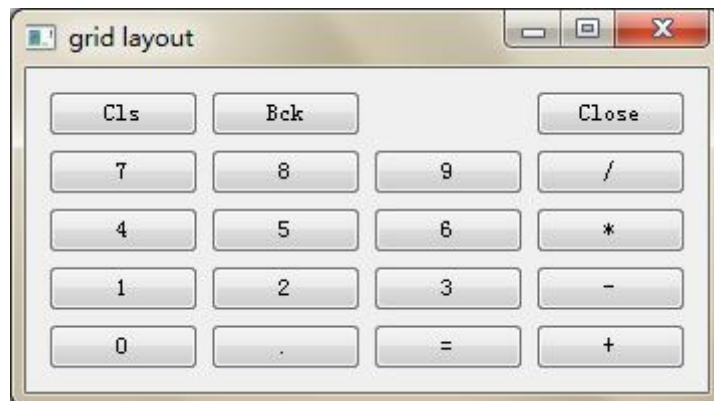 grid layout
Cls Bck Close
7 8 9 /
4 5 6 *
1 2 3 -
0 . = +